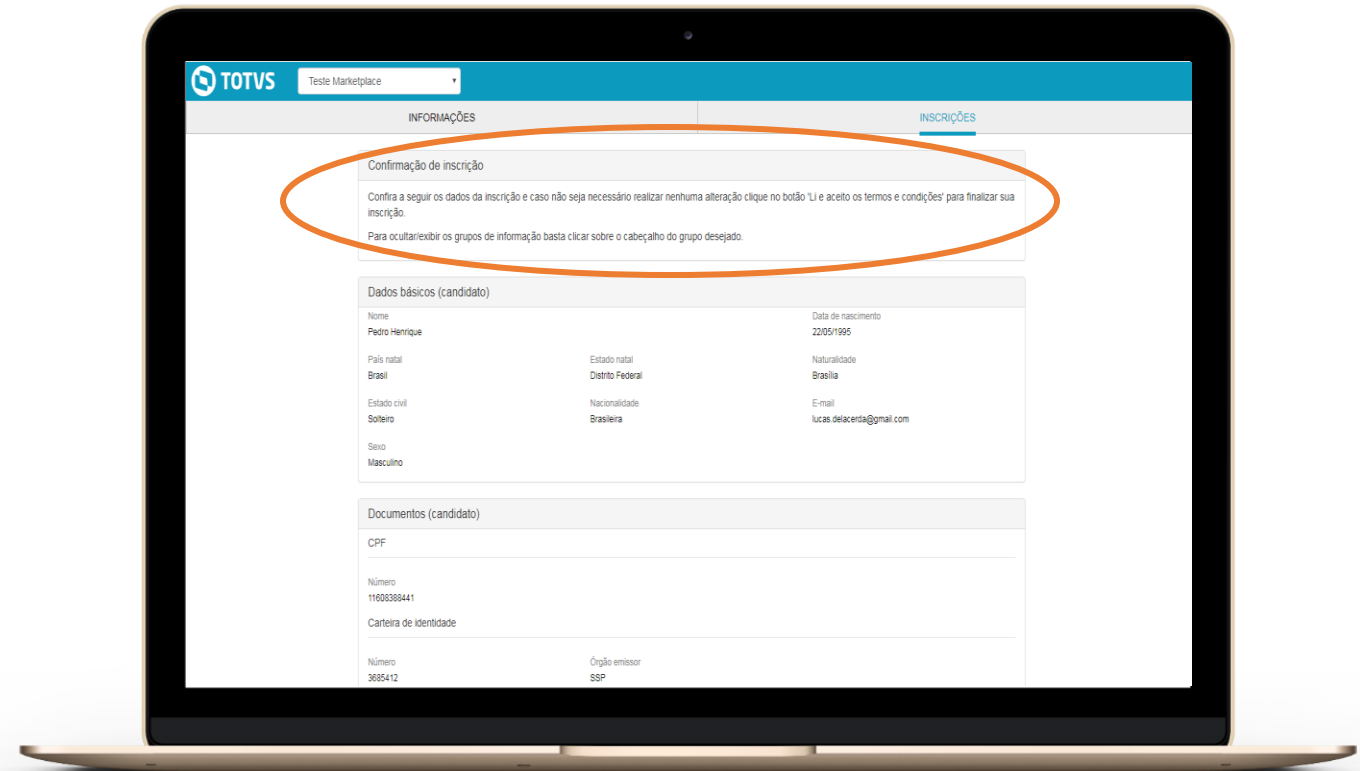 TOTVS
Teste Marketplace
INFORMAÇÕES
INSCRIÇÕES
Confirmação de inscrição
Confira a seguir os dados da inscrição e caso não seja necessário realizar nenhuma alteração clique no botão 'Li e aceito os termos e condições' para finalizar sua
inscrição.
Para ocultar/exibir os grupos de informação basta clicar sobre o cabeçalho do grupo desejado.
Dados básicos (candidato)
Nome
Pedro Henrique
Data de nascimento
22/05/1995
País natal
Brasil
Estado natal
Distrito Federal
Naturalidade
Brasília
Estado civil
Solteiro
Nacionalidade
Brasileira
E-mail
lucas.delacerda@gmail.com
Sexo
Masculino
Documentos (candidato)
CPF
Número
11608388441
Carteira de identidade
Número
3685412
Órgão emissor
SSP